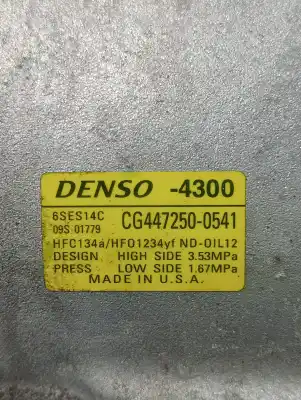 DENSO -4300
6SES14C CG447250-0541
09S 01779
HFC134a/HFO1234yf ND-OIL12
DESIGN HIGH SIDE 3.53MPa
PRESS LOW SIDE 1.67MPa
MADE IN U.S.A.